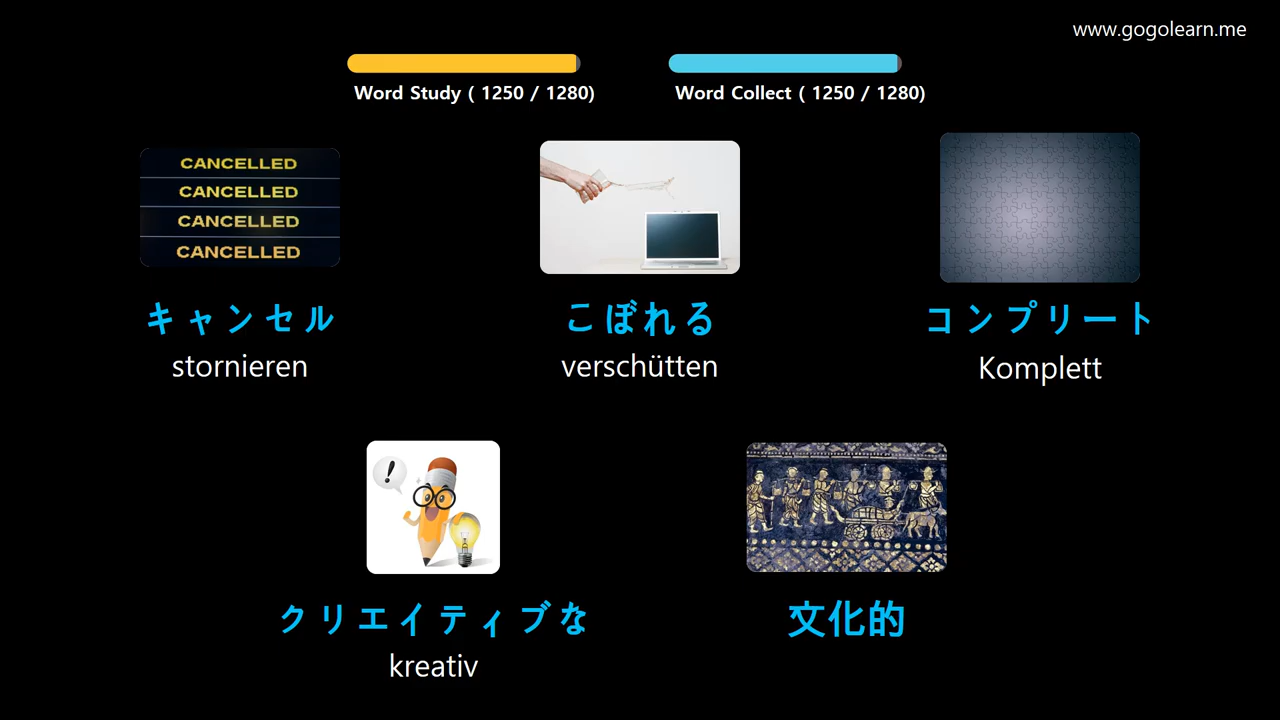 www.gogolearn.me
Word Study ( 1250 / 1280)
Word Collect ( 1250 / 1280)
CANCELLED
CANCELLED
CANCELLED
CANCELLED
キャンセル
stornieren
こぼれる
verschütten
コンプリート
Komplett
!
クリエイティブな
kreativ
文化的